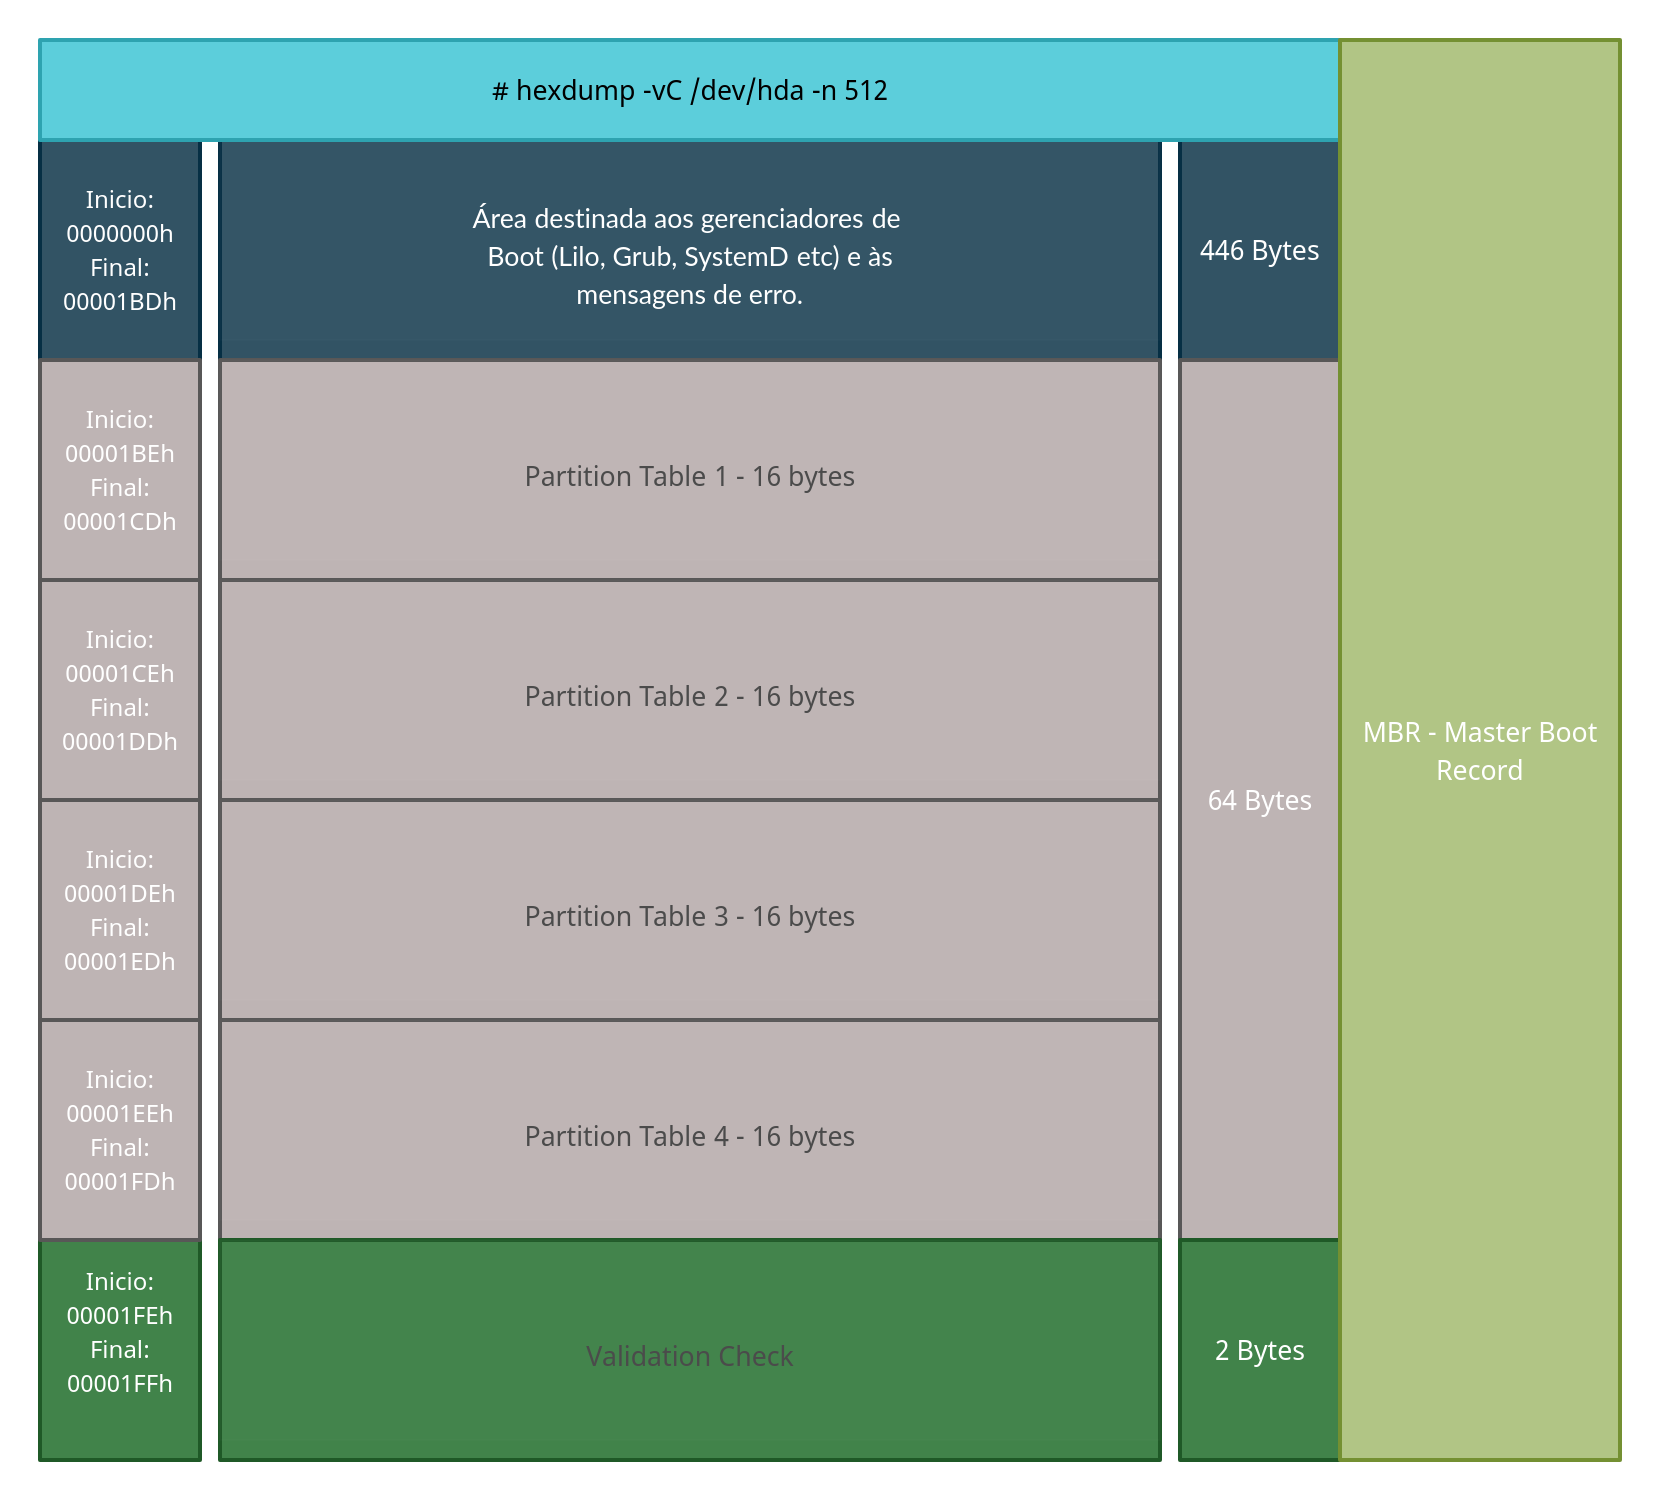 # hexdump -vC /dev/hda -n 512
Inicio:
0000000h
Final:
00001BDh
Área destinada aos gerenciadores de
Boot (Lilo, Grub, SystemD etc) e às
mensagens de erro.
446 Bytes
Inicio:
00001BEh
Final:
00001CDh
Partition Table 1 - 16 bytes
Inicio:
00001CEh
Final:
00001DDh
Partition Table 2 - 16 bytes
Inicio:
00001DEh
Final:
00001EDh
Partition Table 3 - 16 bytes
Inicio:
00001EEh
Final:
00001FDh
Partition Table 4 - 16 bytes
64 Bytes
Inicio:
00001FEh
Final:
00001FFh
Validation Check
2 Bytes
MBR - Master Boot
Record